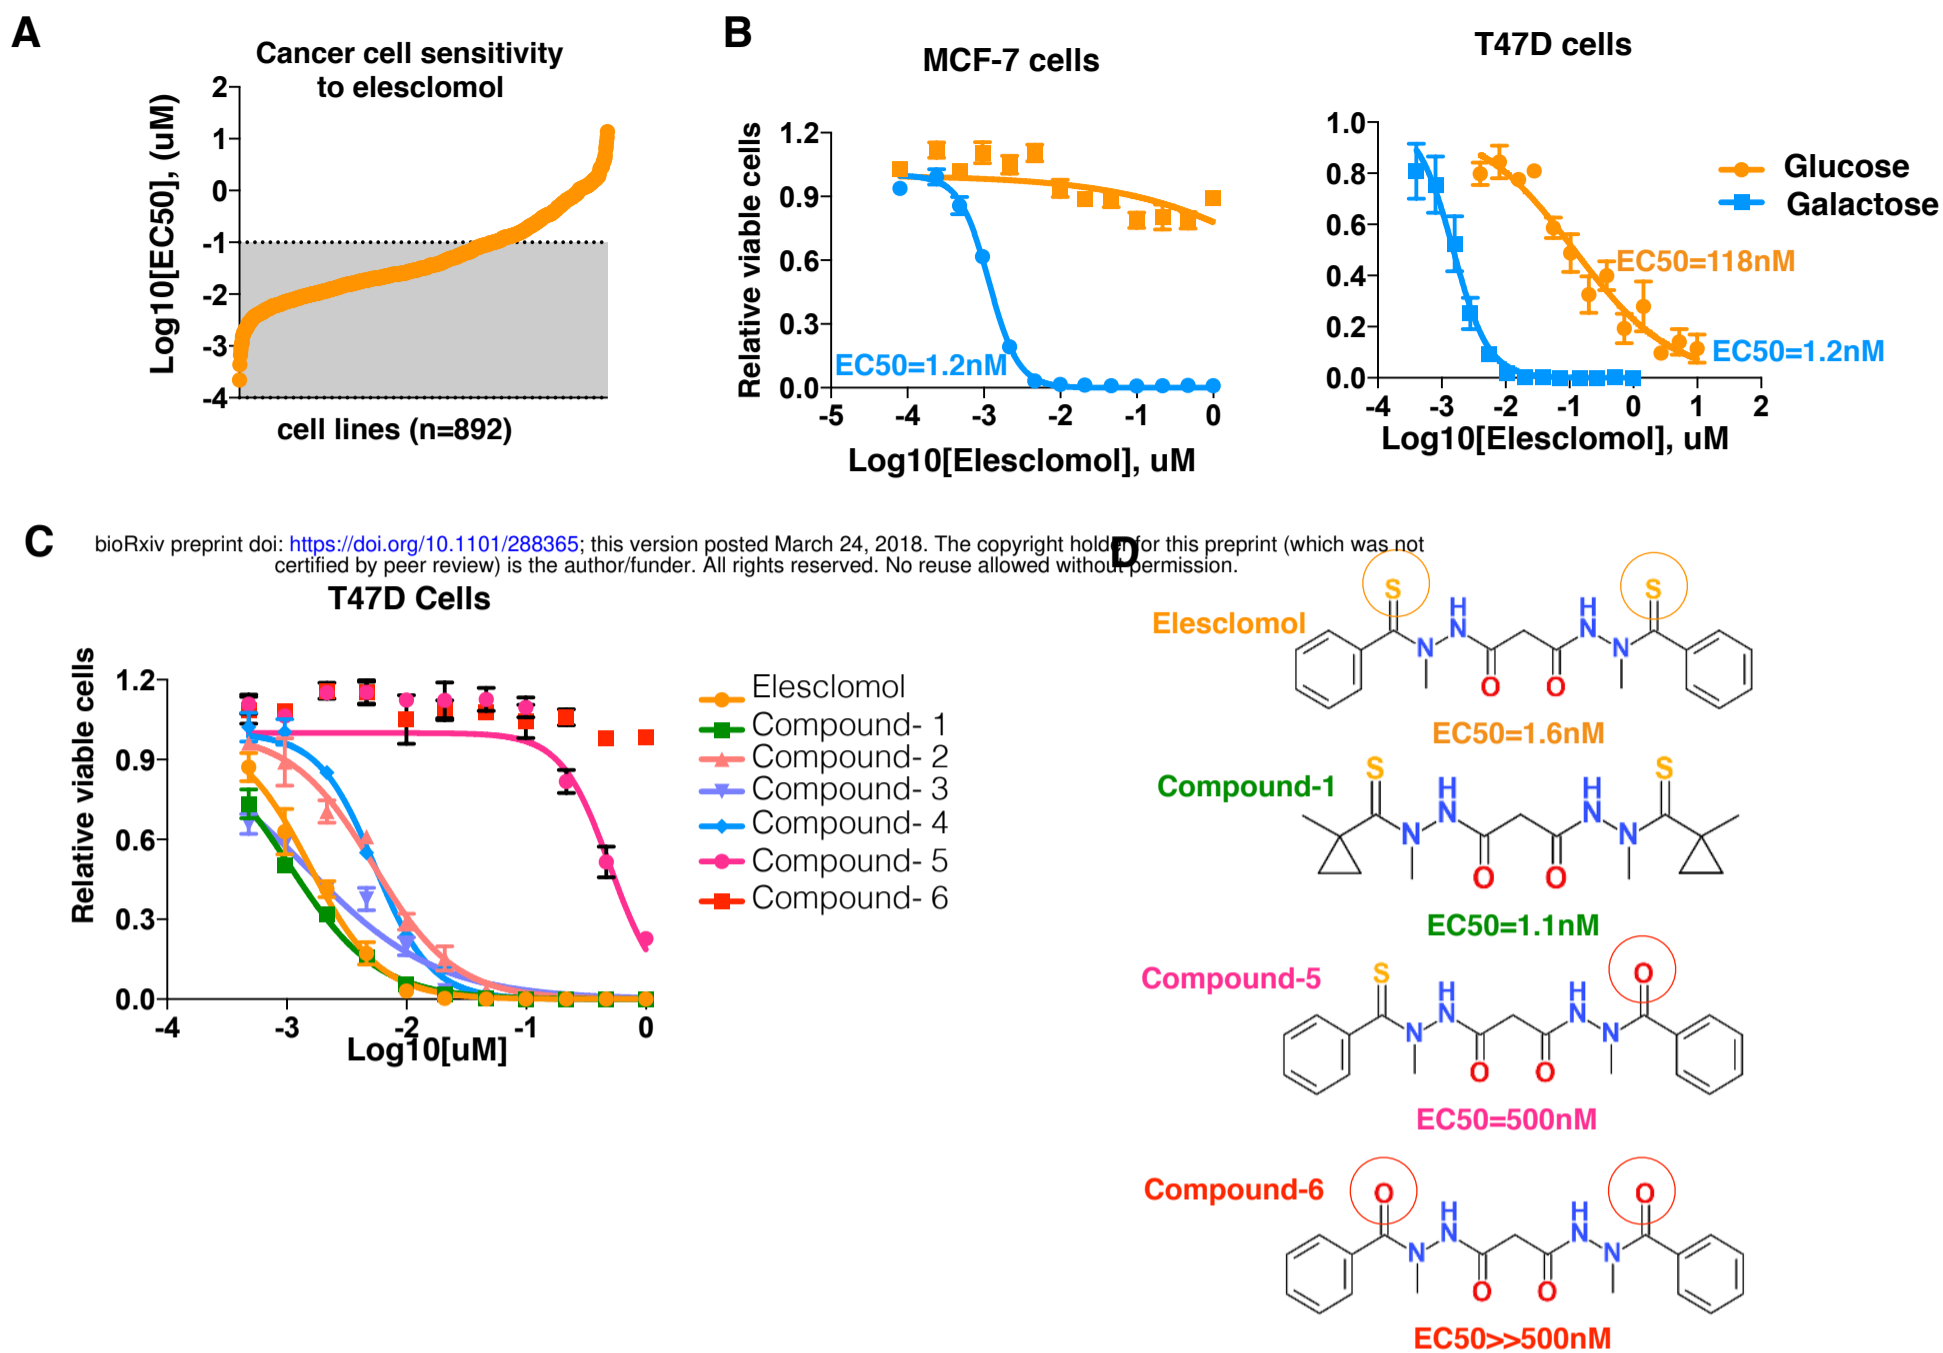 A
Cancer cell sensitivity
to elesclomol
Log10[EC50], (uM)
2
1
0
-1
-2
-3
-4
cell lines (n=892)
B
MCF-7 cells
Relative viable cells
1.2
0.9
0.6
0.3
0.0
EC50=1.2nM
-5 -4 -3 -2 -1 0
Log10[Elesclomol], uM
T47D cells
1.0
0.8
0.6
0.4
0.2
0.0
Glucose
Galactose
EC50=118nM
EC50=1.2nM
-4 -3 -2 -1 0 1 2
Log10[Elesclomol], uM
C
bioRxiv preprint doi: https://doi.org/10.1101/288365; this version posted March 24, 2018. The copyright holder for this preprint (which was not
certified by peer review) is the author/funder. All rights reserved. No reuse allowed without permission.
T47D Cells
Relative viable cells
1.2
0.9
0.6
0.3
0.0
-4 -3 -2 -1 0
Log10[uM]
Elesclomol
Compound- 1
Compound- 2
Compound- 3
Compound- 4
Compound- 5
Compound- 6
D
Elesclomol
S S
H H
N N N N
O O
EC50=1.6nM
Compound-1
S S
H H
N N N N
O O
EC50=1.1nM
Compound-5
S O
H H
N N N N
O O
EC50=500nM
Compound-6
O O
H H
N N N N
O O
EC50>>500nM